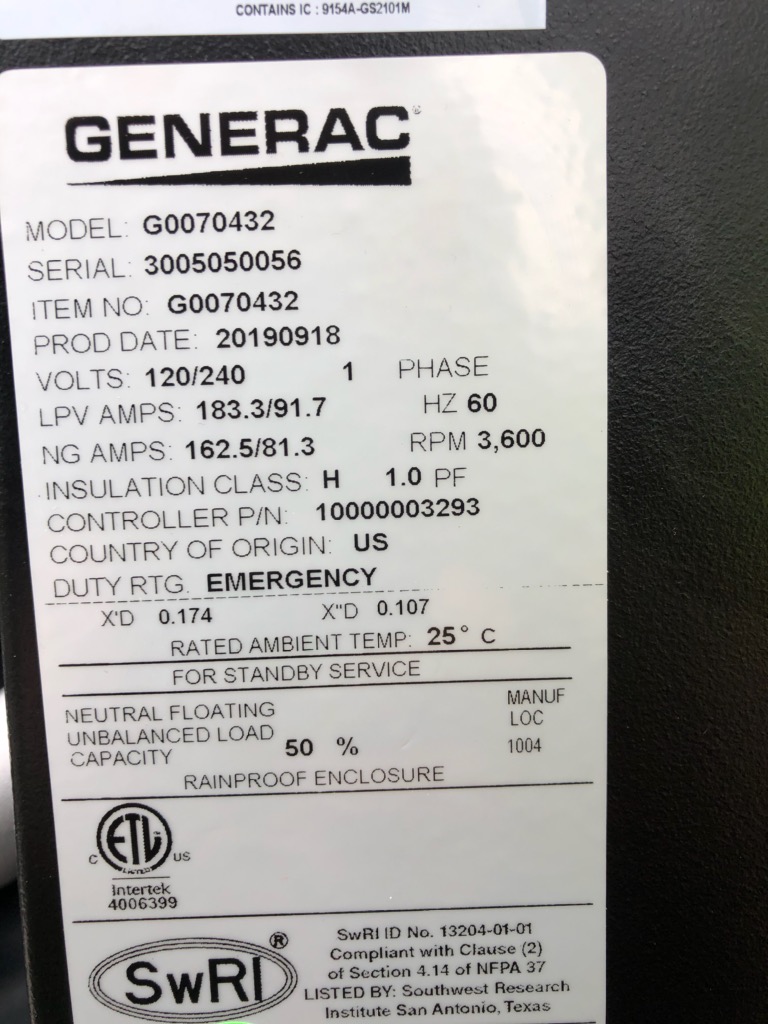 CONTAINS IC : 9154A-GS2101M
GENERAC®
MODEL: G0070432
SERIAL: 3005050056
ITEM NO: G0070432
PROD DATE: 20190918
VOLTS: 120/240 1 PHASE
LPV AMPS: 183.3/91.7 HZ 60
NG AMPS: 162.5/81.3 RPM 3,600
INSULATION CLASS: H 1.0 PF
CONTROLLER P/N: 10000003293
COUNTRY OF ORIGIN: US
DUTY RTG. EMERGENCY
X'D 0.174 X"D 0.107
RATED AMBIENT TEMP: 25° C
FOR STANDBY SERVICE
NEUTRAL FLOATING
UNBALANCED LOAD
CAPACITY 50 %
MANUF
LOC
1004
RAINPROOF ENCLOSURE
C ETL US
LISTED
Intertek
4006399
SwRI®
SwRI ID No. 13204-01-01
Compliant with Clause (2)
of Section 4.14 of NFPA 37
LISTED BY: Southwest Research
Institute San Antonio, Texas